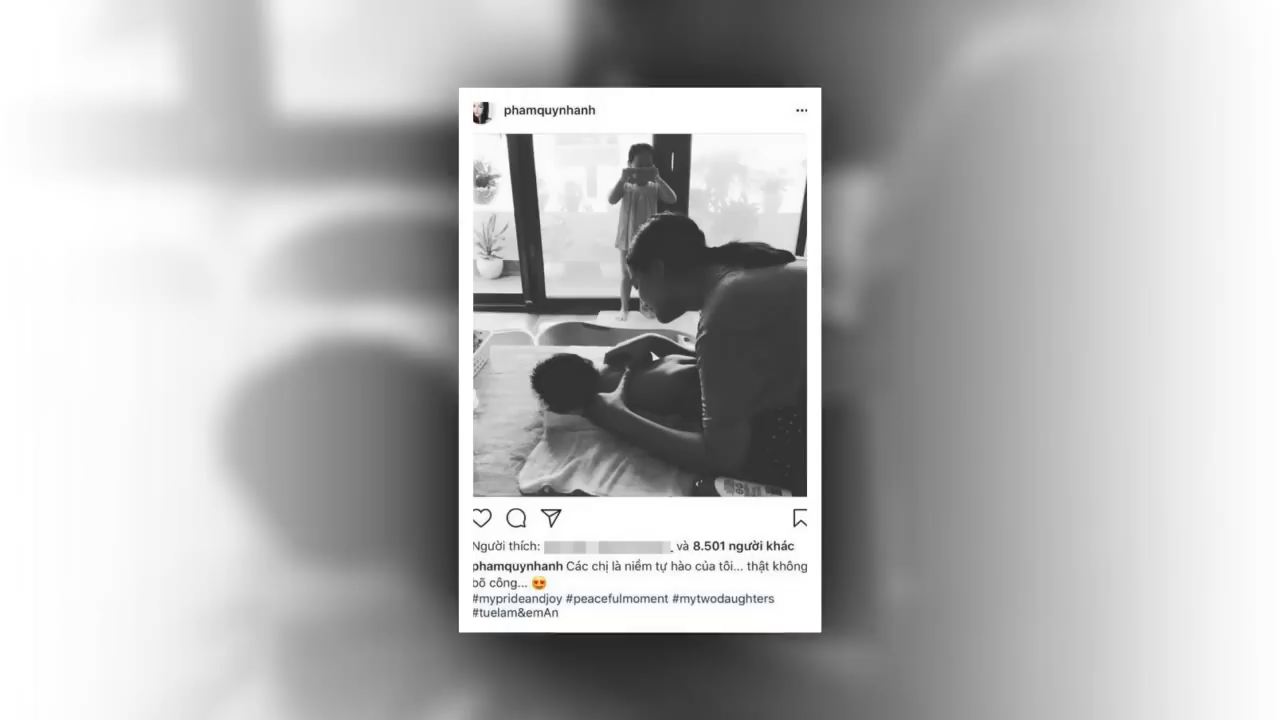 phamquynhanh
Người thích: và 8.501 người khác
phamquynhanh Các chị là niềm tự hào của tôi... thật không
bõ công... 😍
#myprideandjoy #peacefulmoment #mytwodaughters
#tuelam&emAn